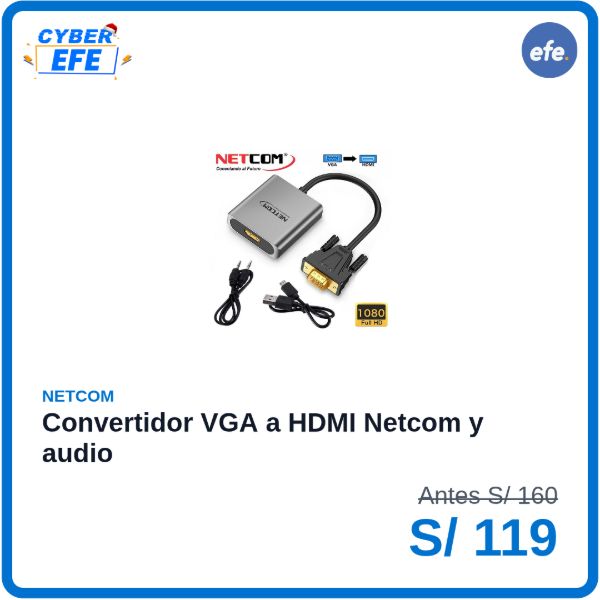 CYBER
EFE
efe.
NETCOM®
Conectando al Futuro
VGA
HDMI
NETCOM
1080
Full HD
NETCOM
Convertidor VGA a HDMI Netcom y
audio
Antes S/ 160
S/ 119